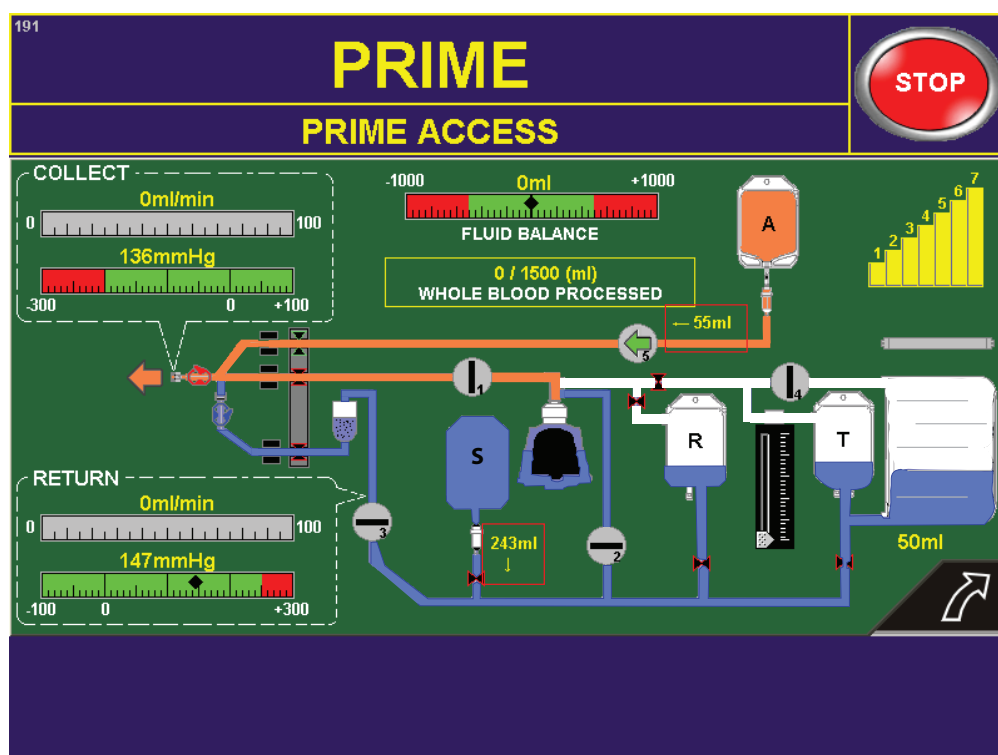 191
PRIME
STOP
PRIME ACCESS
COLLECT
0ml/min
0 100
136mmHg
-300 0 +100
-1000 0ml +1000
FLUID BALANCE
0 / 1500 (ml)
WHOLE BLOOD PROCESSED
A
1 2 3 4 5 6 7
← 55ml
5
1
4
S
R
T
RETURN
0ml/min
0 100
3
243ml
↓
2
50ml
147mmHg
-100 0 +300